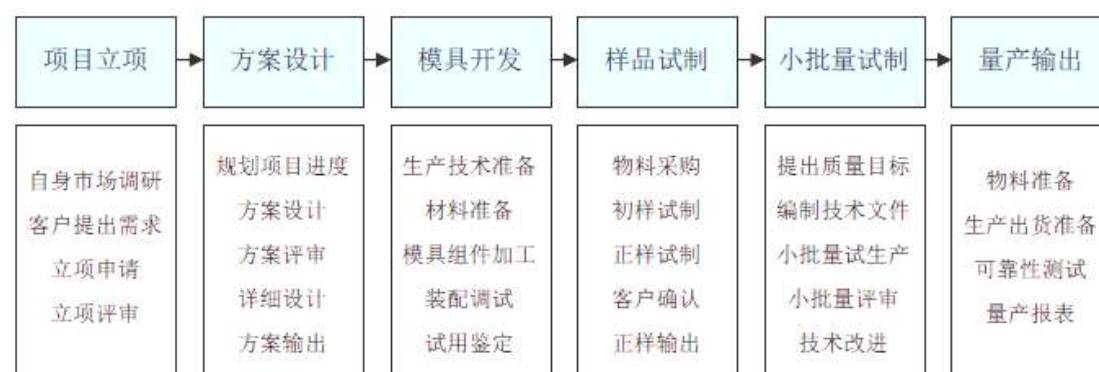 项目立项
方案设计
模具开发
样品试制
小批量试制
量产输出
自身市场调研
客户提出需求
立项申请
立项评审
规划项目进度
方案设计
方案评审
详细设计
方案输出
生产技术准备
材料准备
模具组件加工
装配调试
试用鉴定
物料采购
初样试制
正样试制
客户确认
正样输出
提出质量目标
编制技术文件
小批量试生产
小批量评审
技术改进
物料准备
生产出货准备
可靠性测试
量产报表